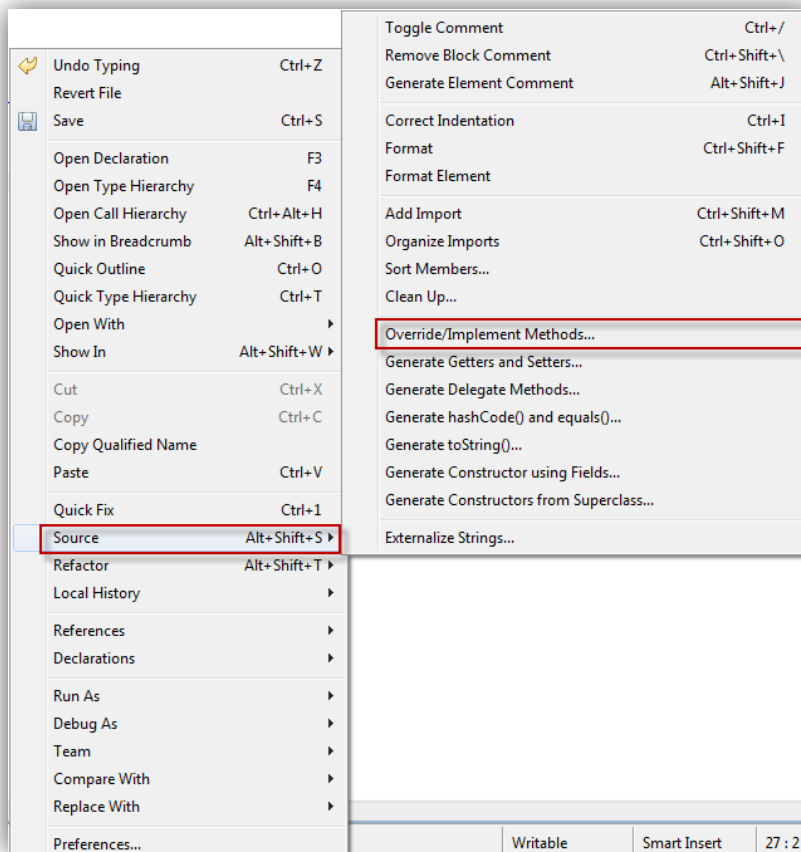 Undo Typing Ctrl+Z
Revert File
Save Ctrl+S
Open Declaration F3
Open Type Hierarchy F4
Open Call Hierarchy Ctrl+Alt+H
Show in Breadcrumb Alt+Shift+B
Quick Outline Ctrl+O
Quick Type Hierarchy Ctrl+T
Open With
Show In Alt+Shift+W
Cut Ctrl+X
Copy Ctrl+C
Copy Qualified Name
Paste Ctrl+V
Quick Fix Ctrl+1
Source Alt+Shift+S
Refactor Alt+Shift+T
Local History
References
Declarations
Run As
Debug As
Team
Compare With
Replace With
Preferences...
Toggle Comment Ctrl+/
Remove Block Comment Ctrl+Shift+\
Generate Element Comment Alt+Shift+J
Correct Indentation Ctrl+I
Format Ctrl+Shift+F
Format Element
Add Import Ctrl+Shift+M
Organize Imports Ctrl+Shift+O
Sort Members...
Clean Up...
Override/Implement Methods...
Generate Getters and Setters...
Generate Delegate Methods...
Generate hashCode() and equals()...
Generate toString()...
Generate Constructor using Fields...
Generate Constructors from Superclass...
Externalize Strings...
Writable Smart Insert 27 : 2